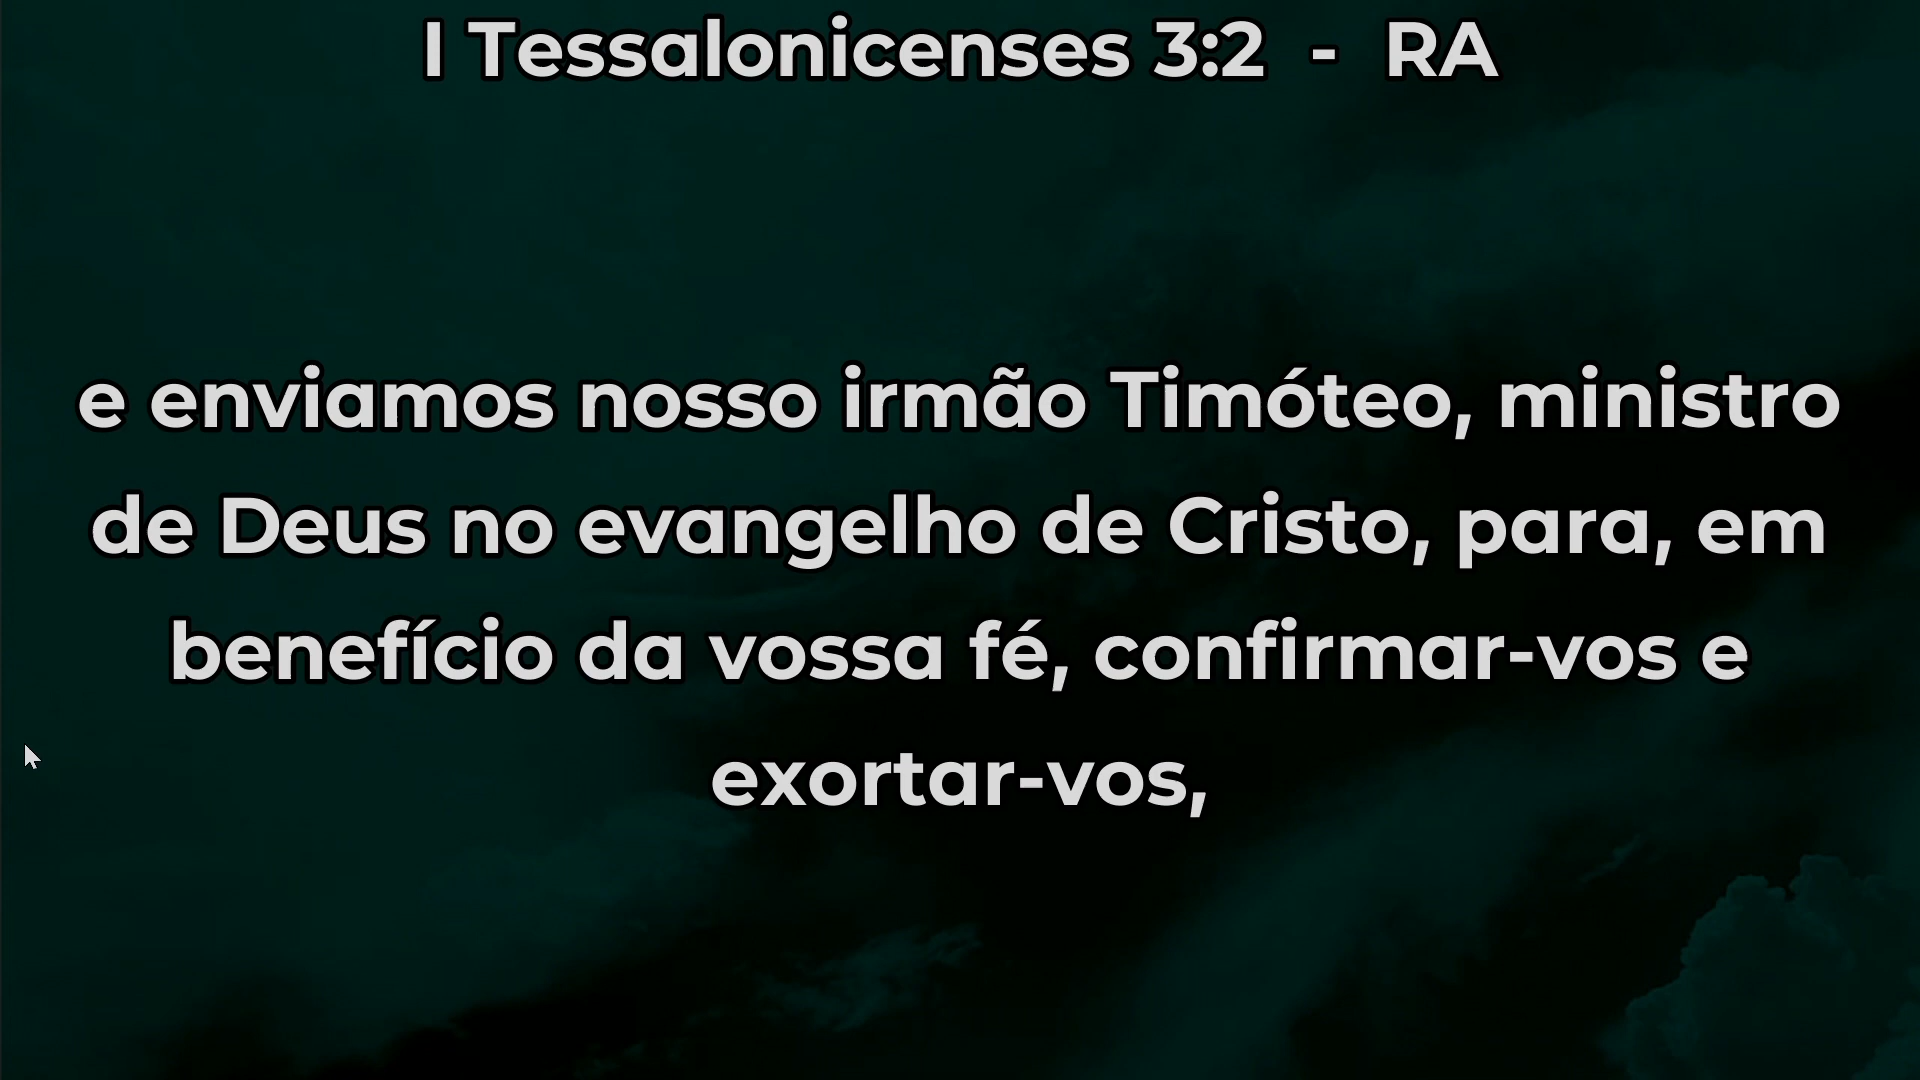 I Tessalonicenses 3:2 - RA
e enviamos nosso irmão Timóteo, ministro
de Deus no evangelho de Cristo, para, em
benefício da vossa fé, confirmar-vos e
exortar-vos,